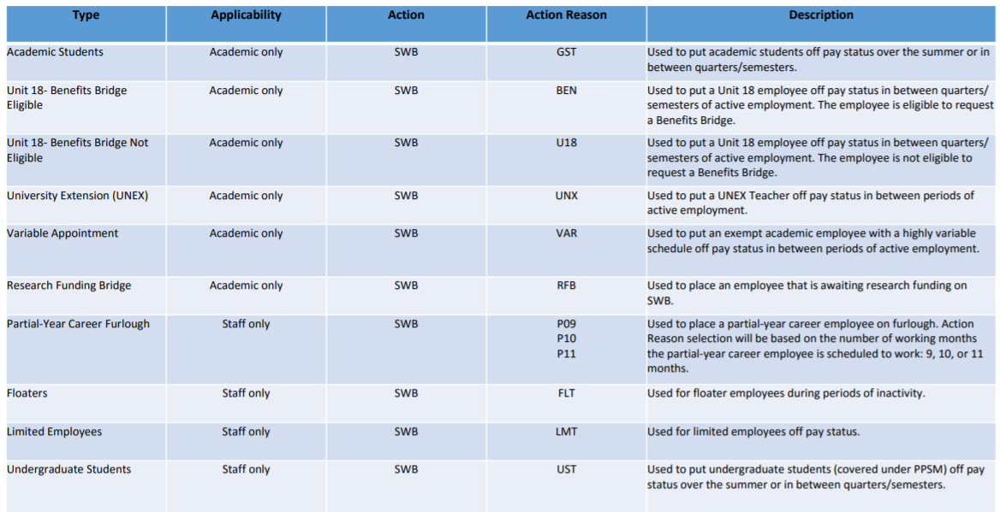 Type Applicability Action Action Reason Description
Academic Students Academic only SWB GST Used to put academic students off pay status over the summer or in
between quarters/semesters.
Unit 18- Benefits Bridge Academic only SWB BEN Used to put a Unit 18 employee off pay status in between quarters/
Eligible semesters of active employment. The employee is eligible to request
a Benefits Bridge.
Unit 18- Benefits Bridge Not Academic only SWB U18 Used to put a Unit 18 employee off pay status in between quarters/
Eligible semesters of active employment. The employee is not eligible to
request a Benefits Bridge.
University Extension (UNEX) Academic only SWB UNX Used to put a UNEX Teacher off pay status in between periods of
active employment.
Variable Appointment Academic only SWB VAR Used to put an exempt academic employee with a highly variable
schedule off pay status in between periods of active employment.
Research Funding Bridge Academic only SWB RFB Used to place an employee that is awaiting research funding on
SWB.
Partial-Year Career Furlough Staff only SWB P09 Used to place a partial-year career employee on furlough. Action
P10 Reason selection will be based on the number of working months
P11 the partial-year career employee is scheduled to work: 9, 10, or 11
months.
Floaters Staff only SWB FLT Used for floater employees during periods of inactivity.
Limited Employees Staff only SWB LMT Used for limited employees off pay status.
Undergraduate Students Staff only SWB UST Used to put undergraduate students (covered under PPSM) off pay
status over the summer or in between quarters/semesters.